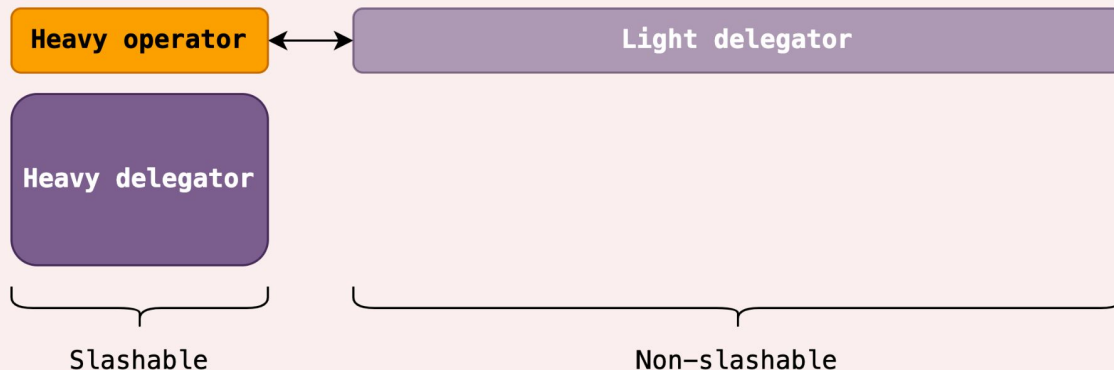 Heavy operator
Light delegator
Heavy delegator
Slashable
Non-slashable